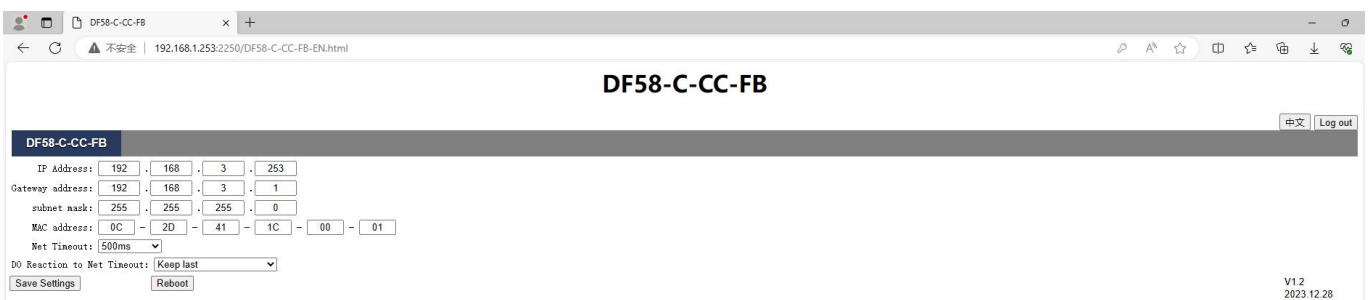 DF58-C-CC-FB
不安全 | 192.168.1.253:2250/DF58-C-CC-FB-EN.html
DF58-C-CC-FB
中文 Log out
DF58-C-CC-FB
IP Address: 192 . 168 . 3 . 253
Gateway address: 192 . 168 . 3 . 1
subnet mask: 255 . 255 . 255 . 0
MAC address: 0C - 2D - 41 - 1C - 00 - 01
Net Timeout: 500ms
DO Reaction to Net Timeout: Keep last
Save Settings Reboot V1.2
2023.12.28